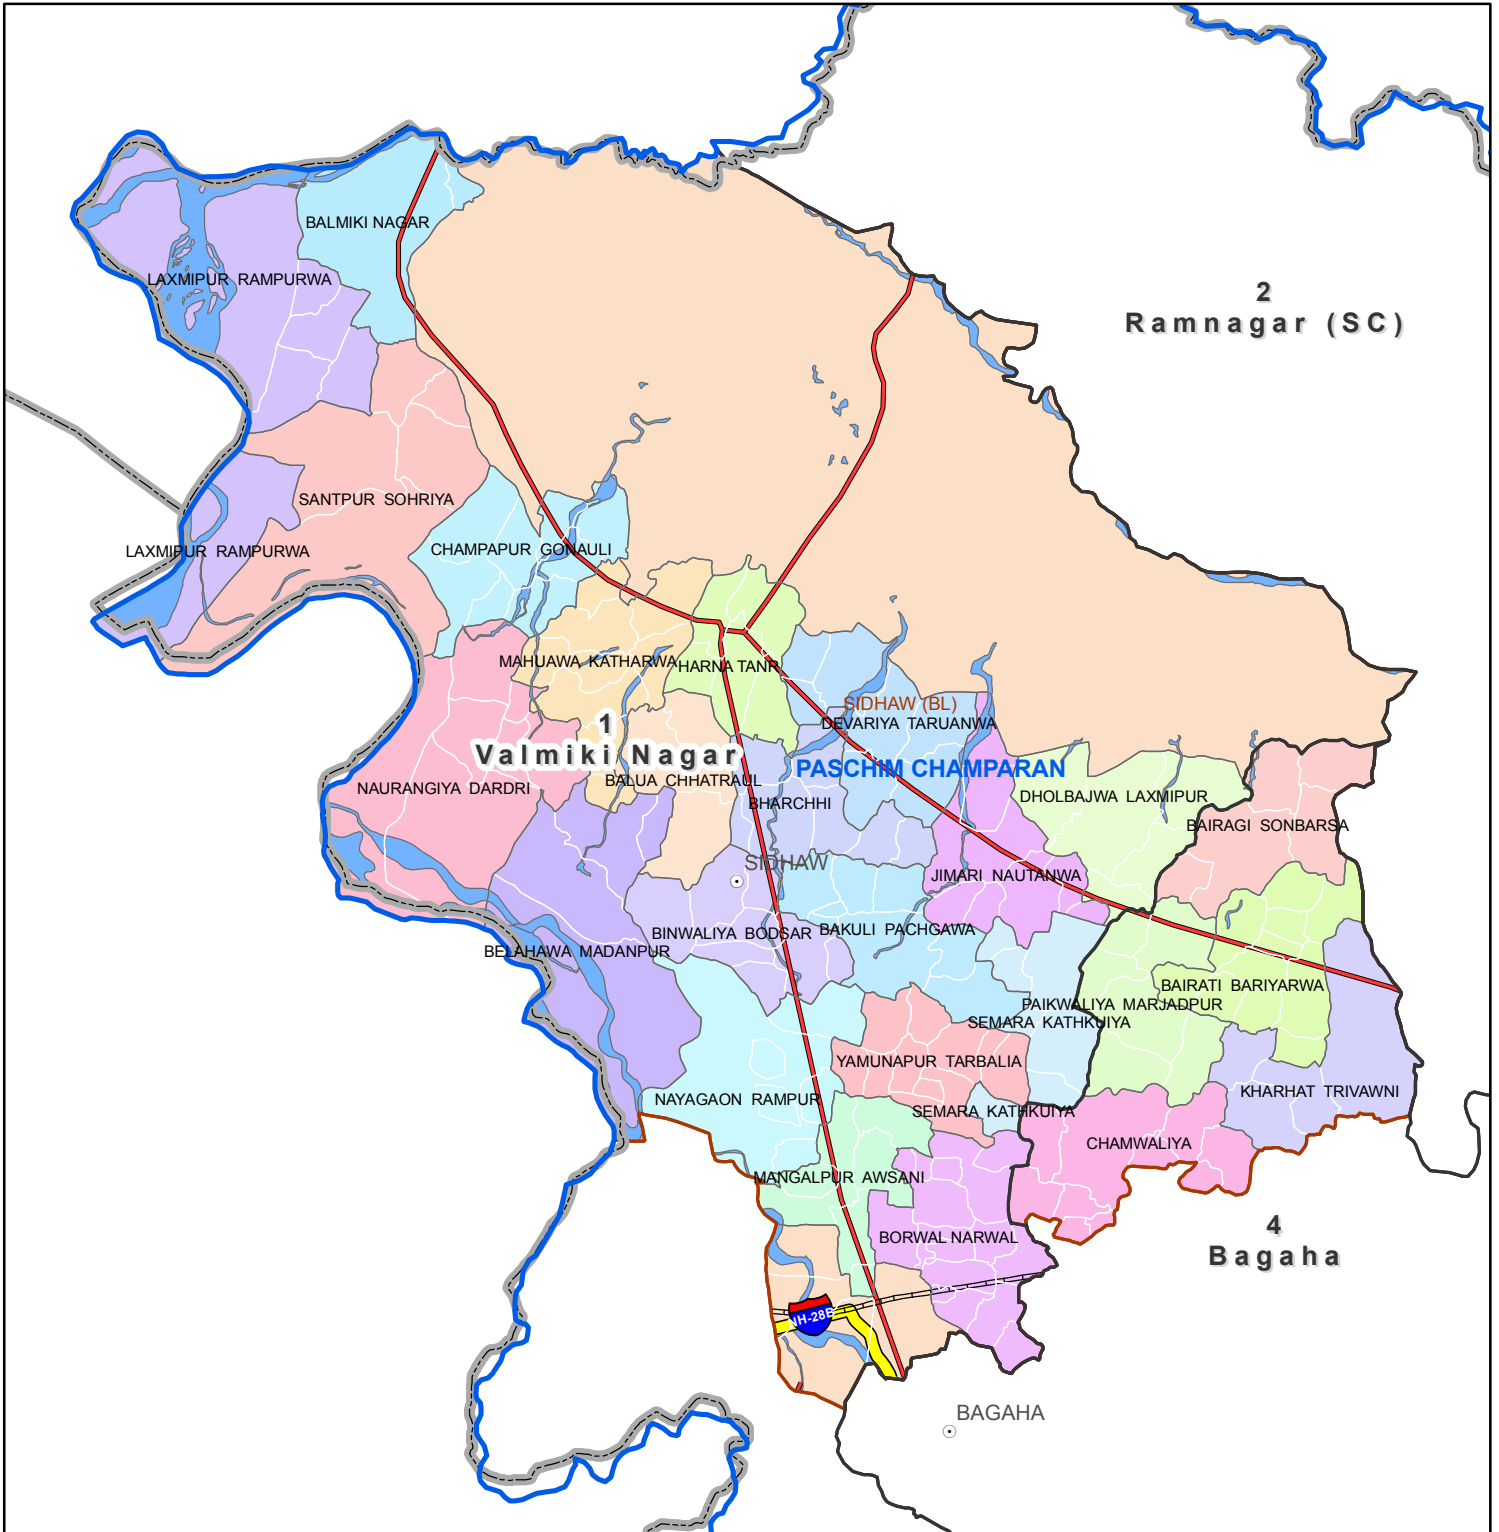 BALMIKI NAGAR
LAXMIPUR RAMPURWA
2
Ramnagar (SC)
SANTPUR SOHRIYA
LAXMIPUR RAMPURWA
CHAMPAPUR GONAULI
MAHUAWA KATHARWA
HARNA TANR
SIDHAW (BL)
DEVARIYA TARUANWA
1
Valmiki Nagar
PASCHIM CHAMPARAN
BALUA CHHATRAUL
NAURANGIYA DARDRI
BHARCHHI
DHOLBAJWA LAXMIPUR
BAIRAGI SONBARSA
SIDHAW
JIMARI NAUTANWA
BINWALIYA BODSAR
BAKULI PACHGAWA
BELAHAWA MADANPUR
BAIRATI BARIYARWA
PAIKWALIYA MARJADPUR
SEMARA KATHKUIYA
YAMUNAPUR TARBALIA
KHARHAT TRIVAWNI
NAYAGAON RAMPUR
SEMARA KATHKUIYA
CHAMWALIYA
MANGALPUR AWSANI
4
Bagaha
BORWAL NARWAL
NH-28B
BAGAHA